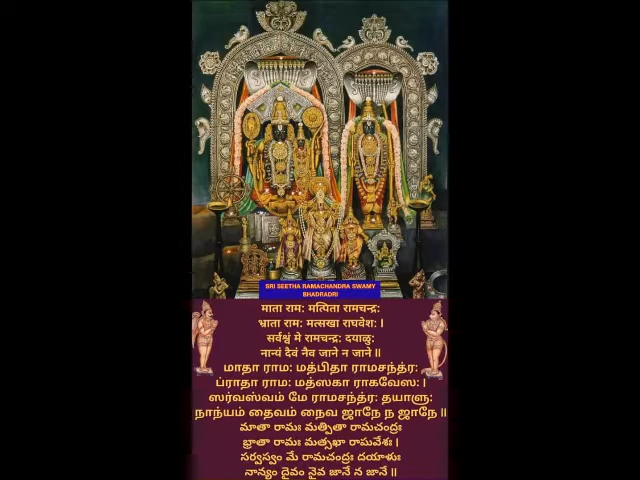 SRI SEETHA RAMACHANDRA SWAMY
BHADRADRI
माता राम: मत्पिता रामचन्द्र:
भ्राता राम: मत्सखा राघवेश: ।
सर्वश्वं मे रामचन्द्र: दयाळु:
नान्यं दैवं नैव जाने न जाने ॥
மாதா ராம: மத்பிதா ராமசந்த்ர:
ப்ராதா ராம: மத்ஸகா ராகவேஸ: ।
ஸர்வஸ்வம் மே ராமசந்த்ர: தயாளு:
நாந்யம் தைவம் நைவ ஜாநே ந ஜாநே ॥
మాతా రామః మత్పితా రామచంద్రః
భ్రాతా రామః మత్సఖా రాఘవేశః ।
సర్వస్వం మే రామచంద్రః దయాళుః
నాన్యం దైవం నైవ జానే న జానే ॥